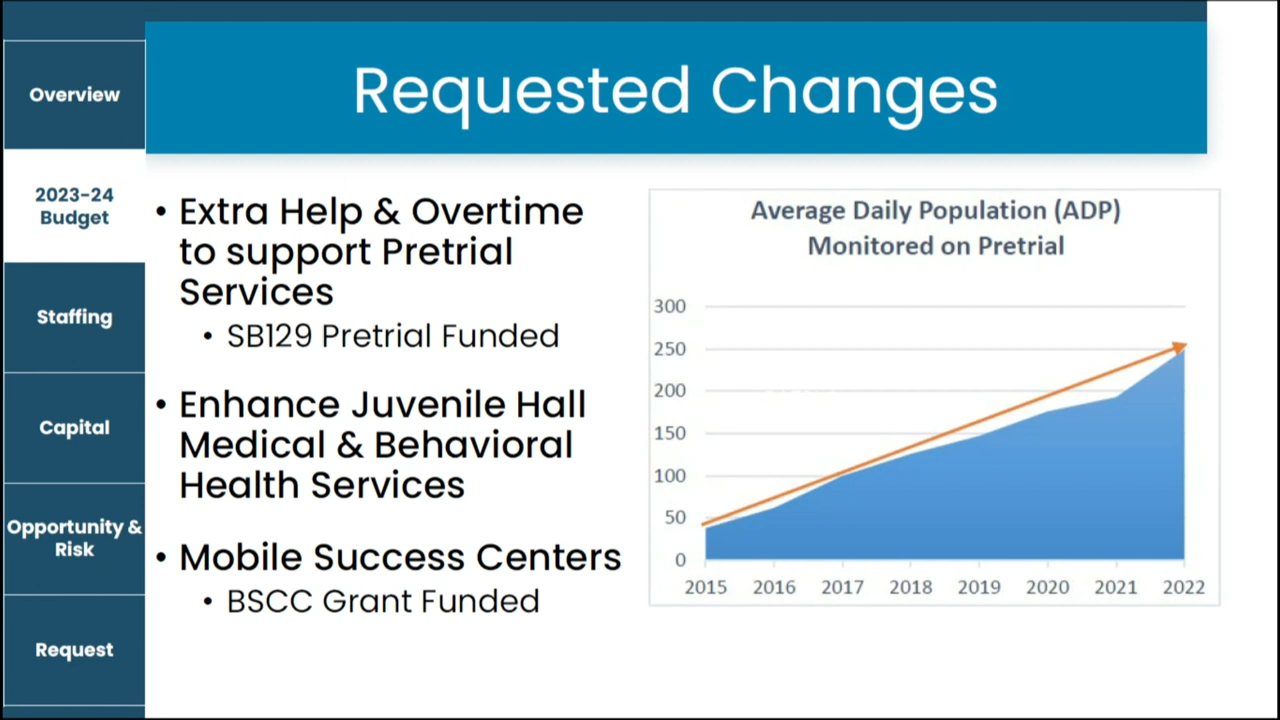 Requested Changes
Overview
2023-24
Budget
Staffing
Capital
Opportunity &
Risk
Request
• Extra Help & Overtime
to support Pretrial
Services
• SB129 Pretrial Funded
• Enhance Juvenile Hall
Medical & Behavioral
Health Services
• Mobile Success Centers
• BSCC Grant Funded
Average Daily Population (ADP)
Monitored on Pretrial
300
250
200
150
100
50
0
2015 2016 2017 2018 2019 2020 2021 2022